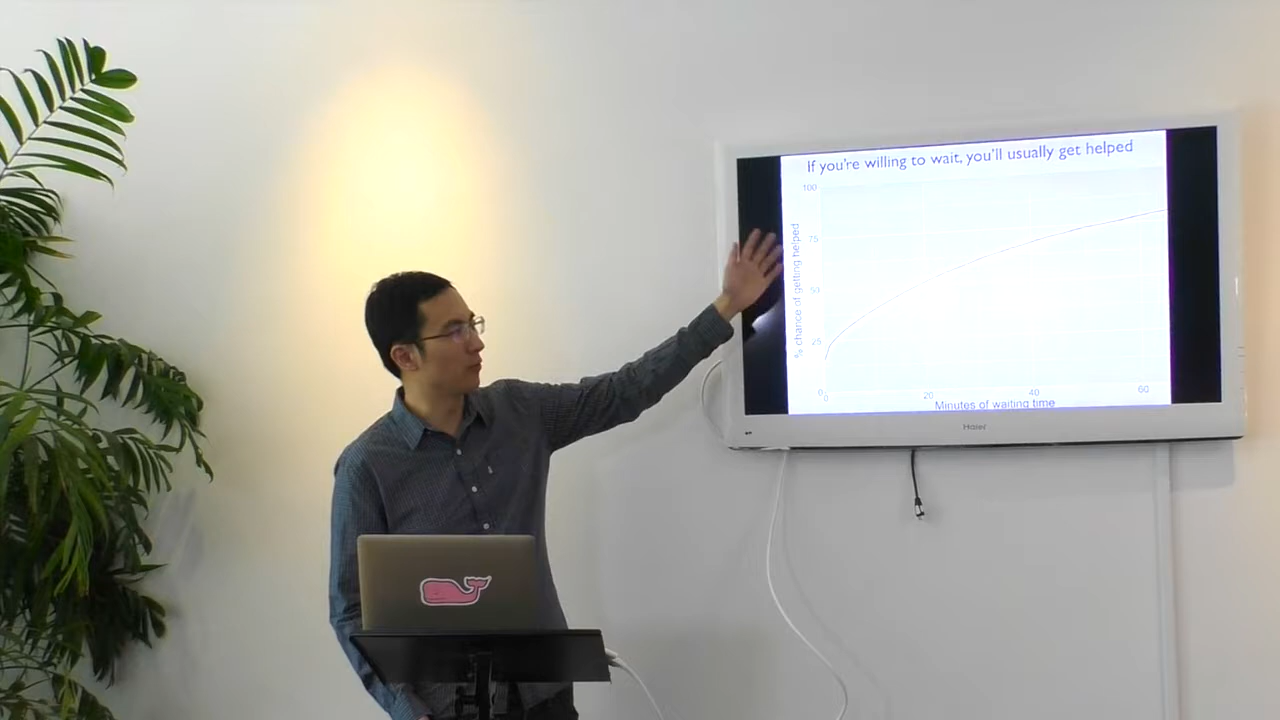 If you're willing to wait, you'll usually get helped
100
75
50
25
0
% chance of getting helped
0
20
40
60
Minutes of waiting time
Haier